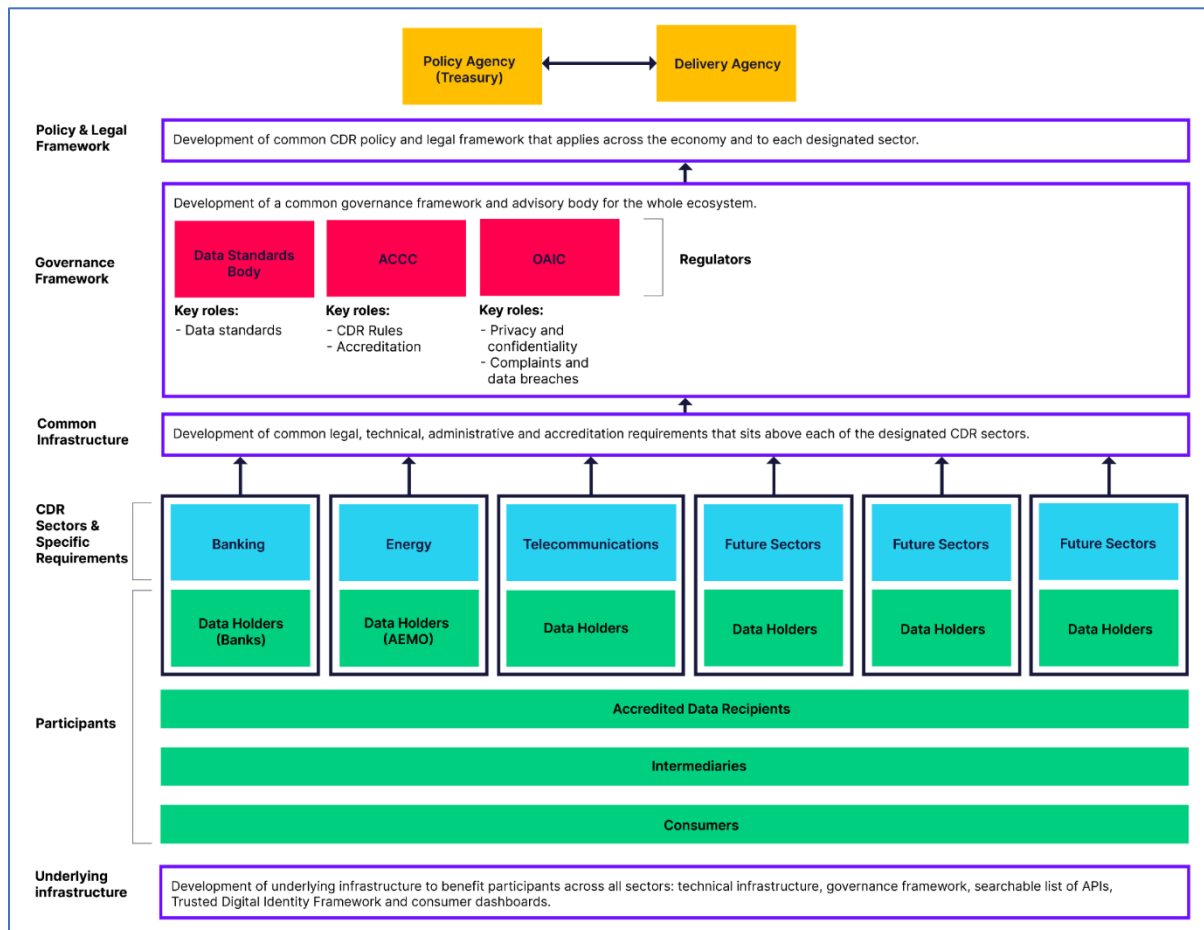 Policy Agency
(Treasury)
Delivery Agency
Policy & Legal
Framework
Development of common CDR policy and legal framework that applies across the economy and to each designated sector.
Governance
Framework
Development of a common governance framework and advisory body for the whole ecosystem.
Data Standards
Body
ACCC
OAIC
Regulators
Key roles:
- Data standards
Key roles:
- CDR Rules
- Accreditation
Key roles:
- Privacy and
confidentiality
- Complaints and
data breaches
Common
Infrastructure
Development of common legal, technical, administrative and accreditation requirements that sits above each of the designated CDR sectors.
CDR
Sectors &
Specific
Requirements
Banking
Energy
Telecommunications
Future Sectors
Future Sectors
Future Sectors
Participants
Data Holders
(Banks)
Data Holders
(AEMO)
Data Holders
Data Holders
Data Holders
Data Holders
Accredited Data Recipients
Intermediaries
Consumers
Underlying
infrastructure
Development of underlying infrastructure to benefit participants across all sectors: technical infrastructure, governance framework, searchable list of APIs,
Trusted Digital Identity Framework and consumer dashboards.